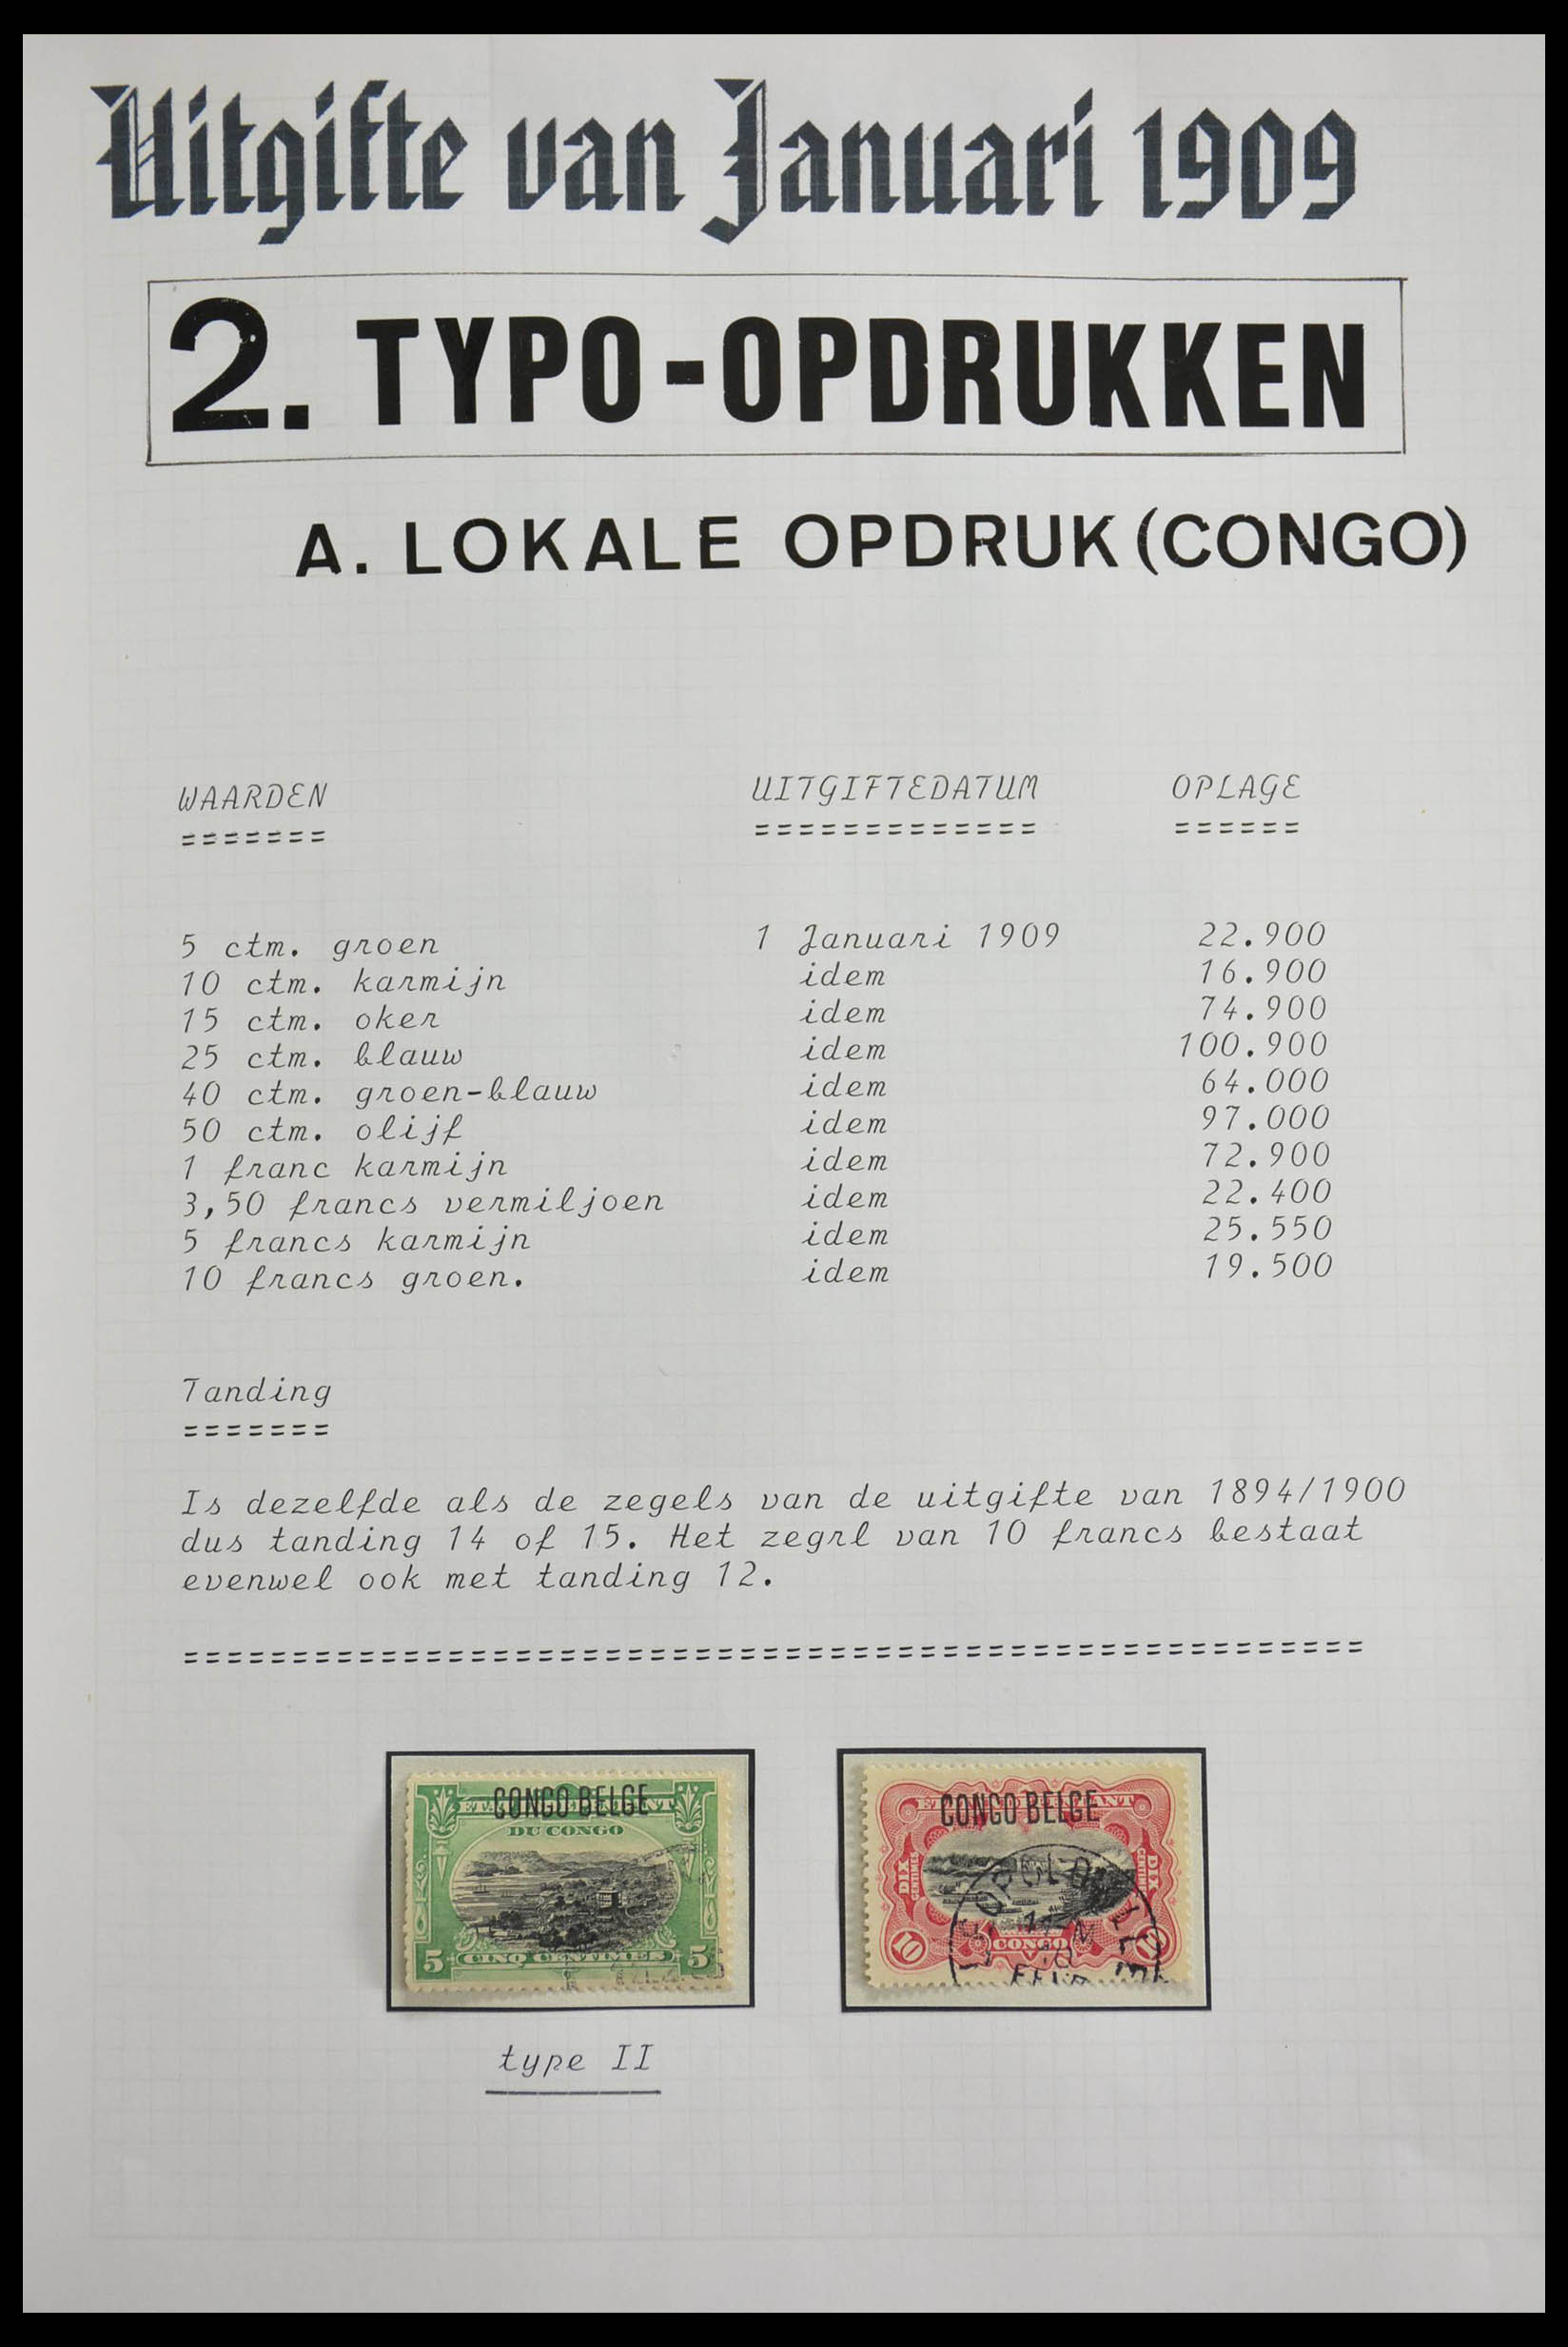 Uitgifte van Januari 1909
2. TYPO-OPDRUKKEN
A. LOKALE OPDRUK (CONGO)
WAARDEN UITGIFTEDATUM OPLAGE
======= ============= ======
5 ctm. groen 1 Januari 1909 22.900
10 ctm. karmijn idem 16.900
15 ctm. oker idem 74.900
25 ctm. blauw idem 100.900
40 ctm. groen-blauw idem 64.000
50 ctm. olijf idem 97.000
1 franc karmijn idem 72.900
3,50 francs vermiljoen idem 22.400
5 francs karmijn idem 25.550
10 francs groen. idem 19.500
Tanding
=======
Is dezelfde als de zegels van de uitgifte van 1894/1900
dus tanding 14 of 15. Het zegrl van 10 francs bestaat
evenwel ook met tanding 12.
======================================================
CONGO BELGE
DU CONGO
5 CINQ CENTIMES 5
CONGO BELGE
DIX CENTIMES DIX CENTIMES
10 CONGO 10
type II